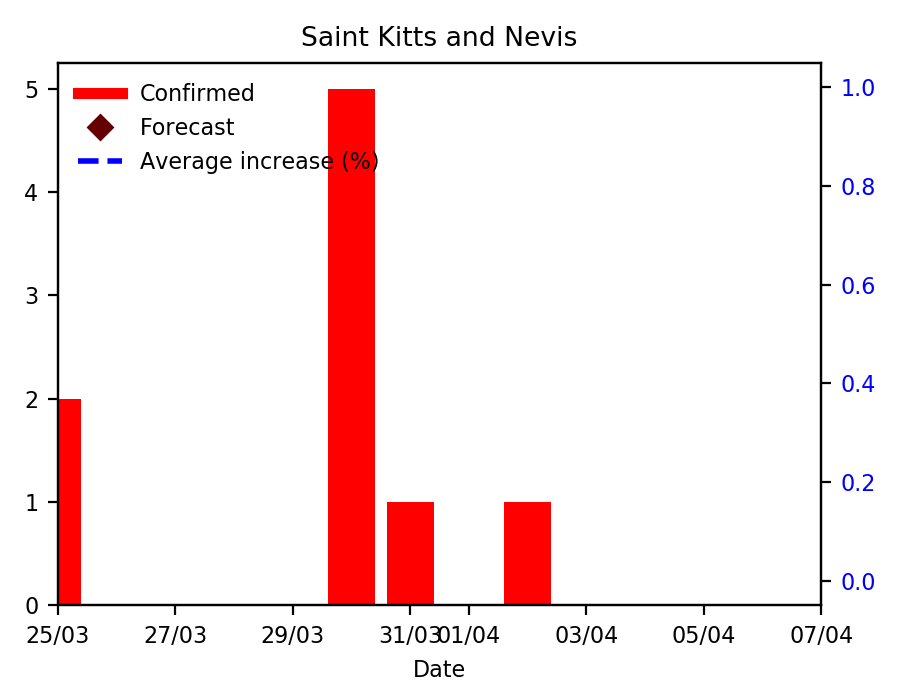 Saint Kitts and Nevis
Confirmed
Forecast
Average increase (%)
5
4
3
2
1
0
1.0
0.8
0.6
0.4
0.2
0.0
25/03 27/03 29/03 31/03 01/04 03/04 05/04 07/04
Date